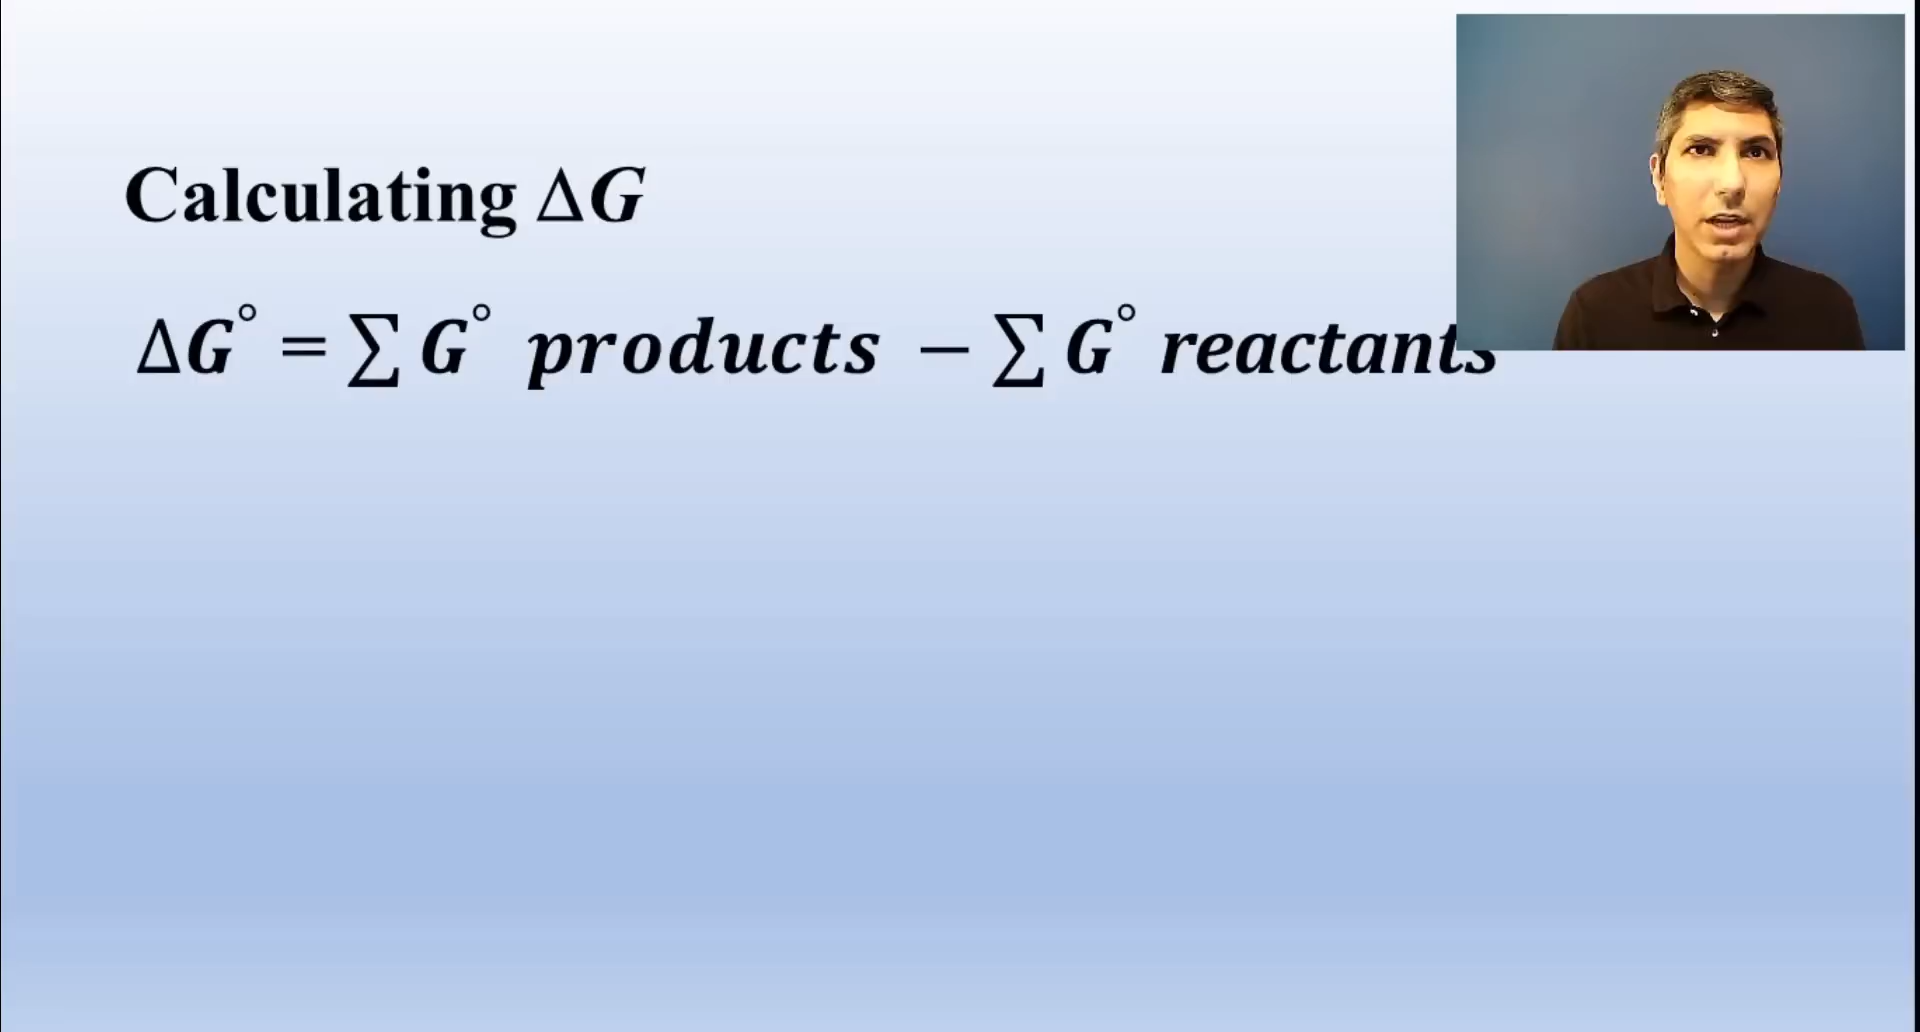 Calculating ΔG
ΔG° = ∑ G° products − ∑ G° reactants